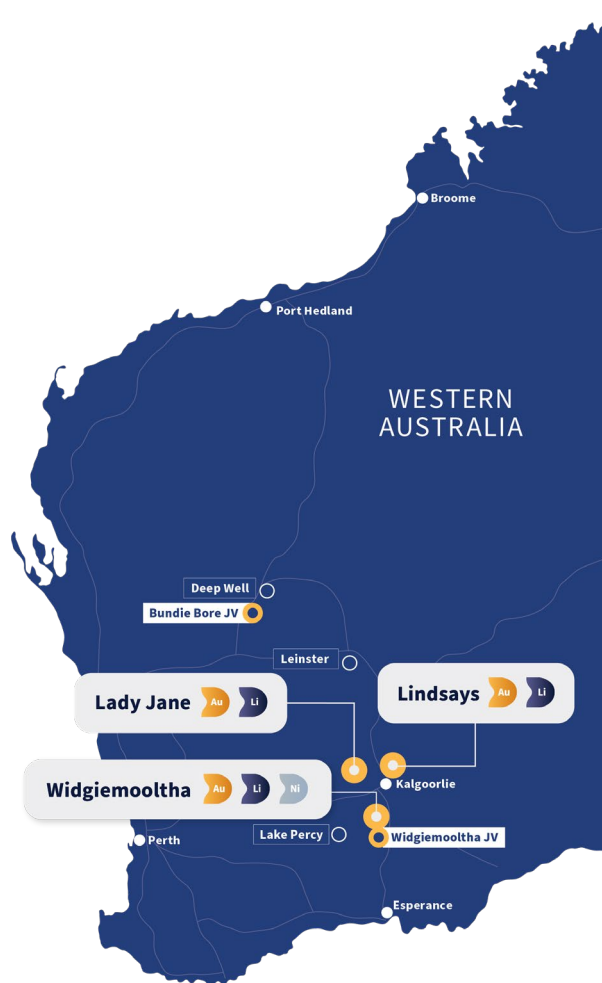 Broome
Port Hedland
WESTERN
AUSTRALIA
Deep Well
Bundie Bore JV
Leinster
Lady Jane Au Li
Lindsays Au Li
Kalgoorlie
Widgiemooltha Au Li Ni
Lake Percy
Widgiemooltha JV
Perth
Esperance